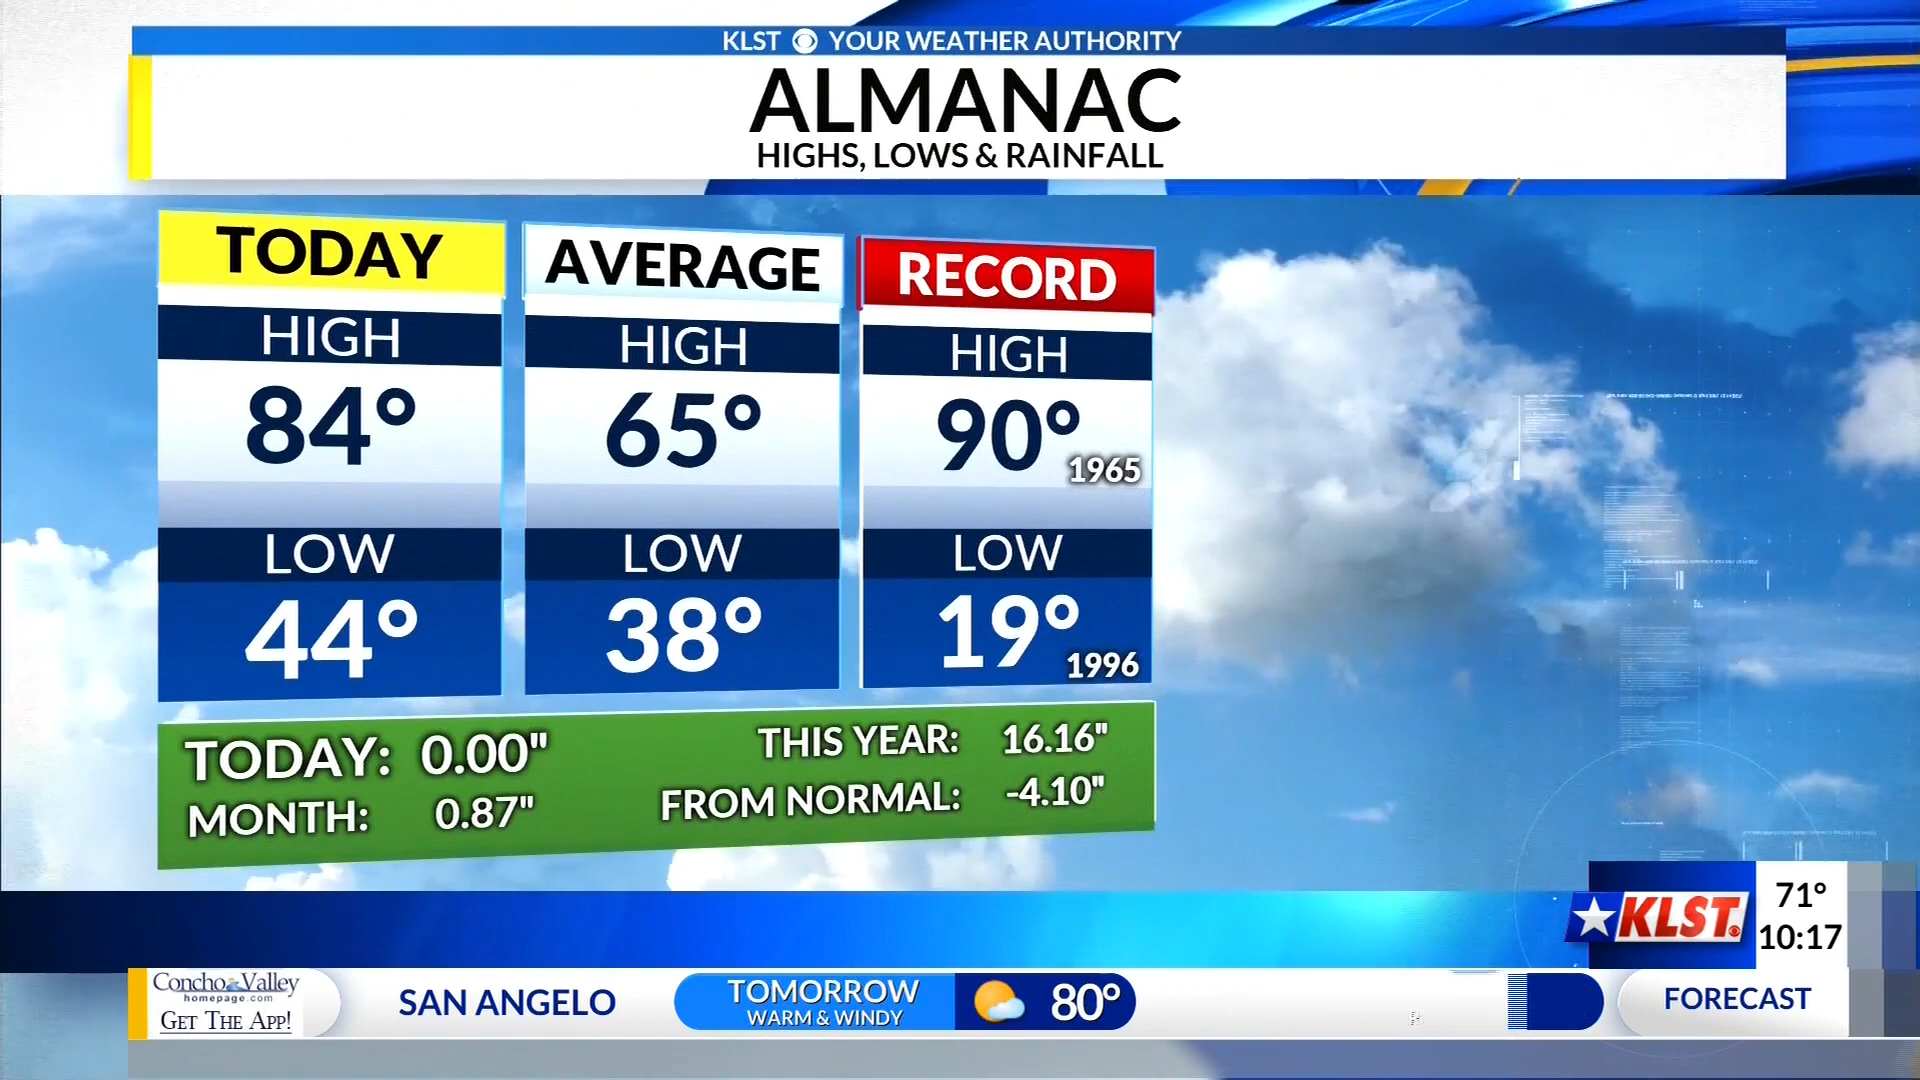 KLST YOUR WEATHER AUTHORITY
ALMANAC
HIGHS, LOWS & RAINFALL
TODAY
HIGH
84°
LOW
44°
AVERAGE
HIGH
65°
LOW
38°
RECORD
HIGH
90°
1965
LOW
19°
1996
TODAY: 0.00"
MONTH: 0.87"
THIS YEAR: 16.16"
FROM NORMAL: -4.10"
KLST
71°
10:17
Concho Valley
homepage.com
GET THE APP!
SAN ANGELO
TOMORROW
WARM & WINDY
80°
FORECAST